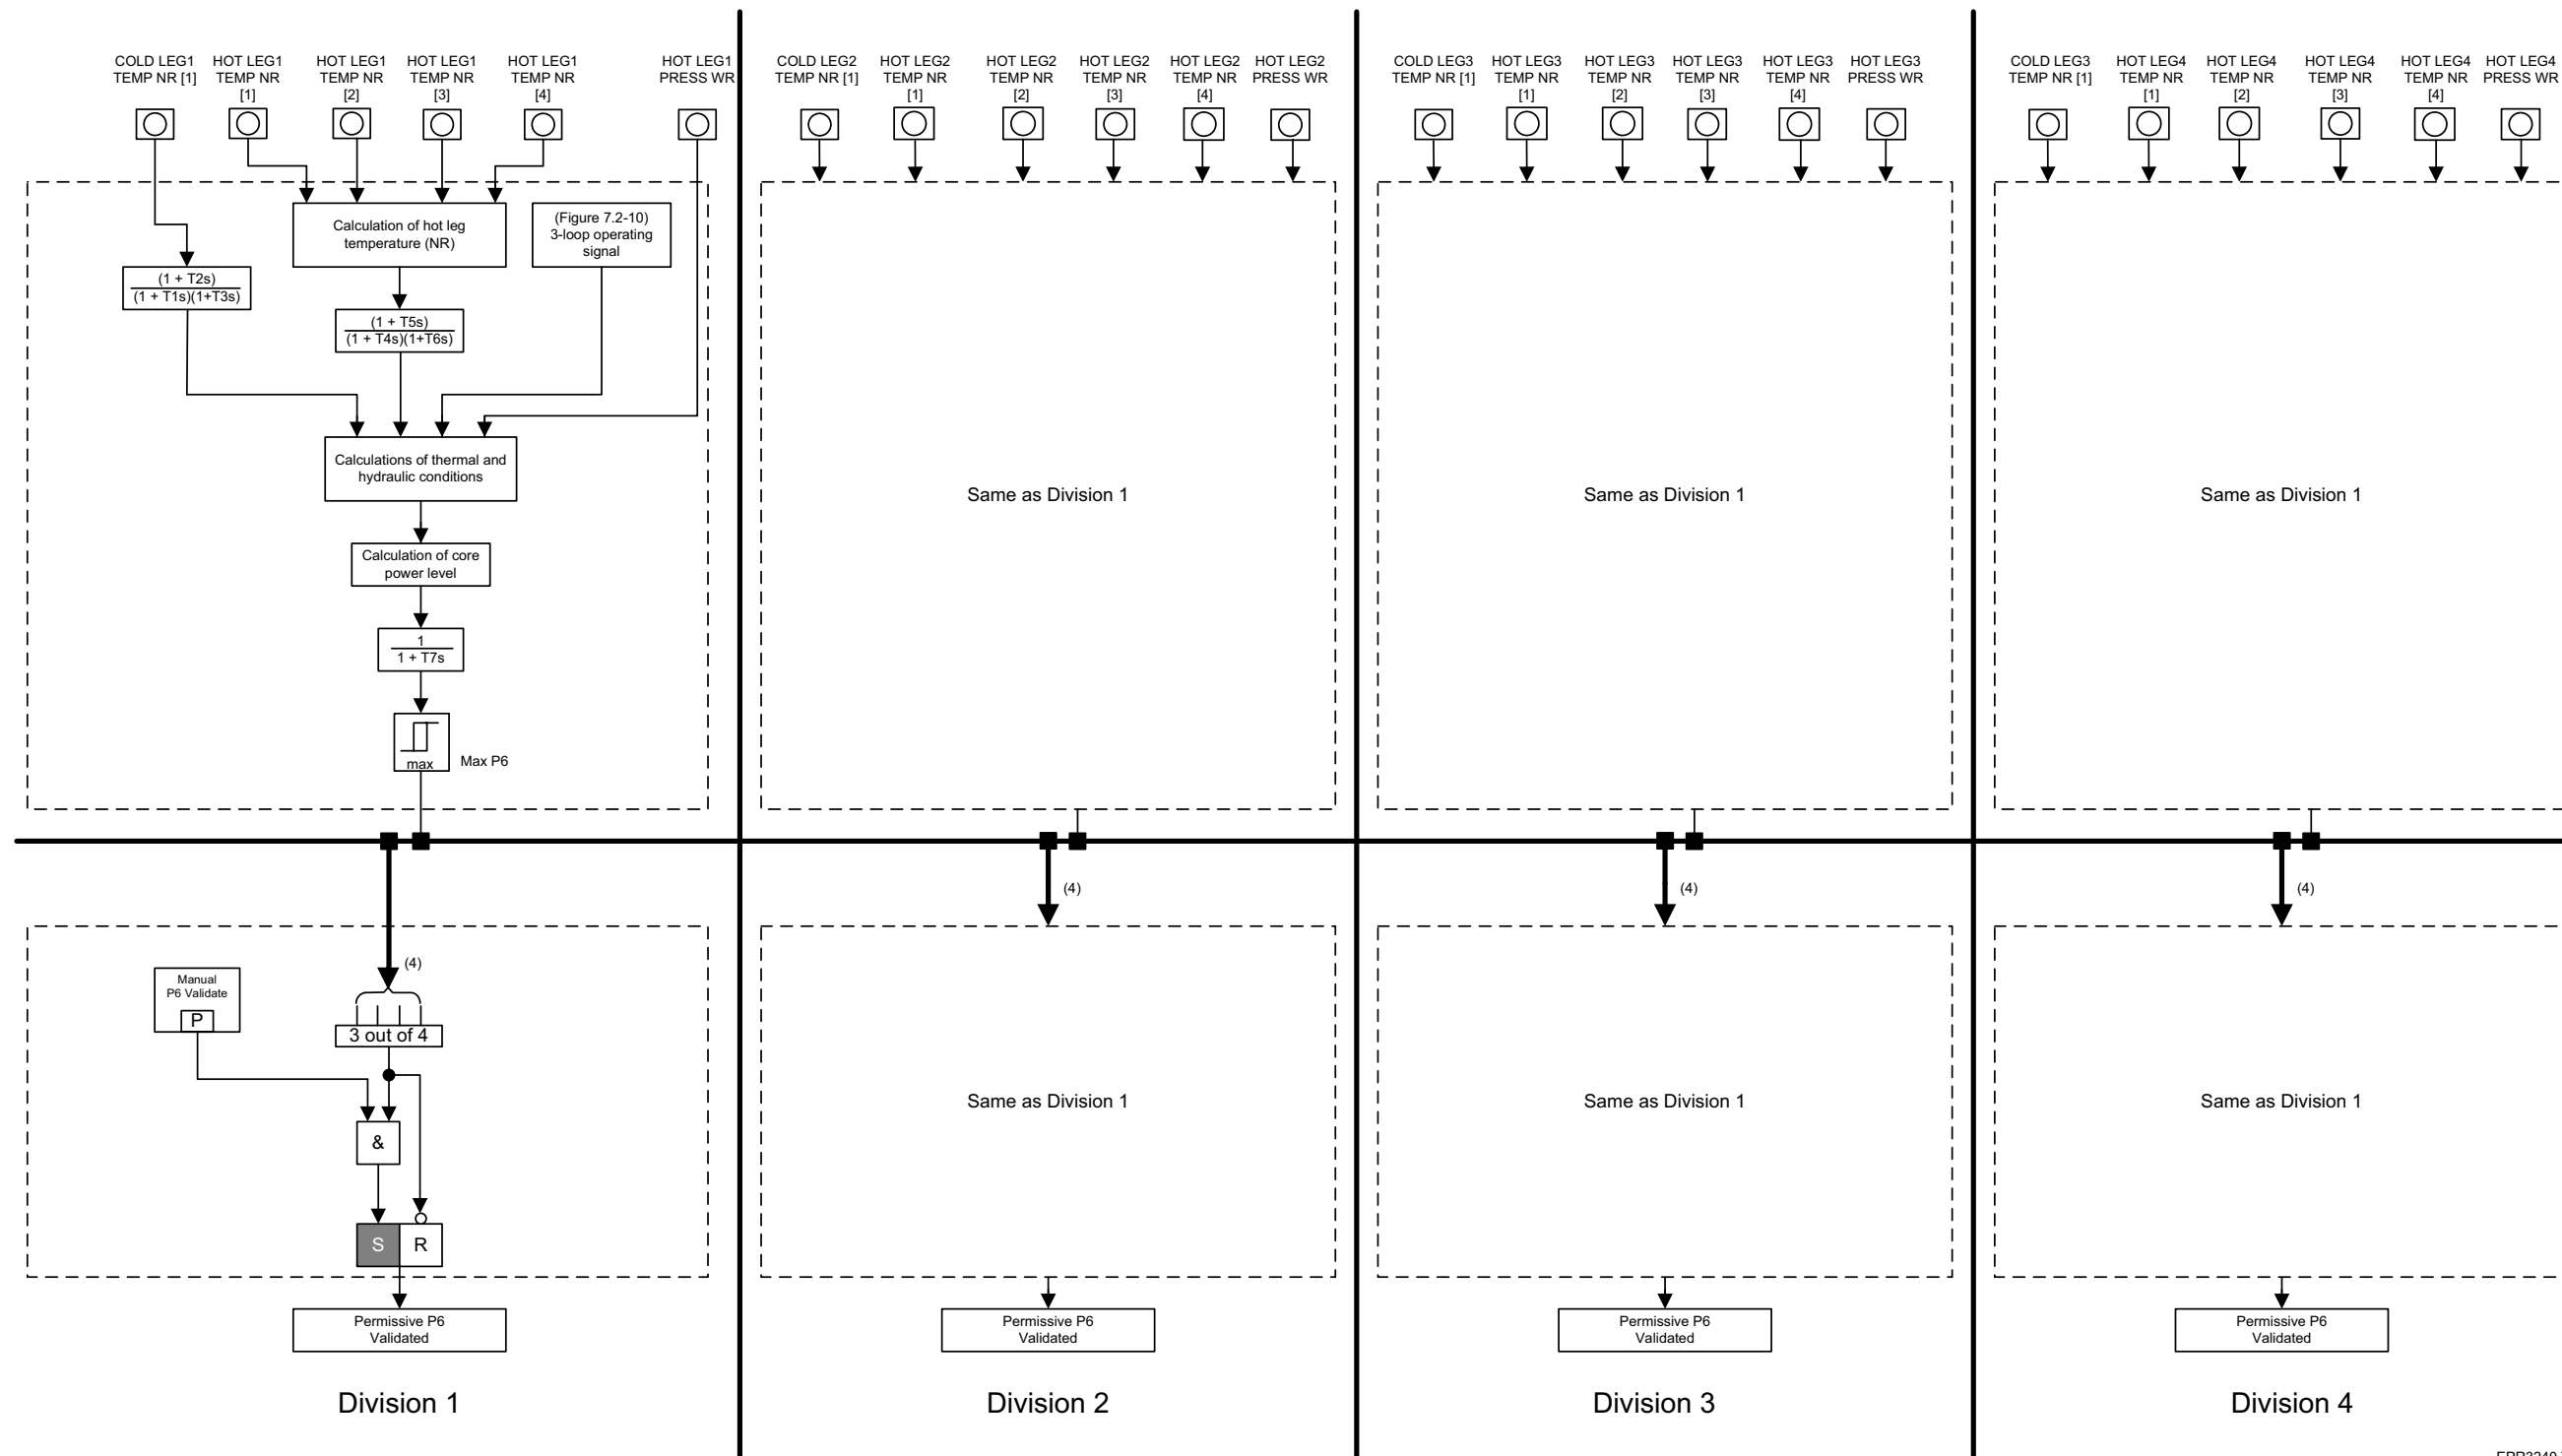 COLD LEG1
TEMP NR [1]
HOT LEG1
TEMP NR
[1]
HOT LEG1
TEMP NR
[2]
HOT LEG1
TEMP NR
[3]
HOT LEG1
TEMP NR
[4]
HOT LEG1
PRESS WR
COLD LEG2
TEMP NR [1]
HOT LEG2
TEMP NR
[1]
HOT LEG2
TEMP NR
[2]
HOT LEG2
TEMP NR
[3]
HOT LEG2
TEMP NR
[4]
HOT LEG2
PRESS WR
COLD LEG3
TEMP NR [1]
HOT LEG3
TEMP NR
[1]
HOT LEG3
TEMP NR
[2]
HOT LEG3
TEMP NR
[3]
HOT LEG3
TEMP NR
[4]
HOT LEG3
PRESS WR
COLD LEG3
TEMP NR [1]
HOT LEG4
TEMP NR
[1]
HOT LEG4
TEMP NR
[2]
HOT LEG4
TEMP NR
[3]
HOT LEG4
TEMP NR
[4]
HOT LEG4
PRESS WR
Calculation of hot leg
temperature (NR)
(Figure 7.2-10)
3-loop operating
signal
(1 + T2s)
(1 + T1s)(1+T3s)
(1 + T5s)
(1 + T4s)(1+T6s)
Calculations of thermal and
hydraulic conditions
Calculation of core
power level
1
1 + T7s
max
Max P6
Same as Division 1
Same as Division 1
Same as Division 1
(4)
(4)
(4)
(4)
Manual
P6 Validate
P
3 out of 4
&
S
R
Same as Division 1
Same as Division 1
Same as Division 1
Permissive P6
Validated
Permissive P6
Validated
Permissive P6
Validated
Permissive P6
Validated
Division 1
Division 2
Division 3
Division 4